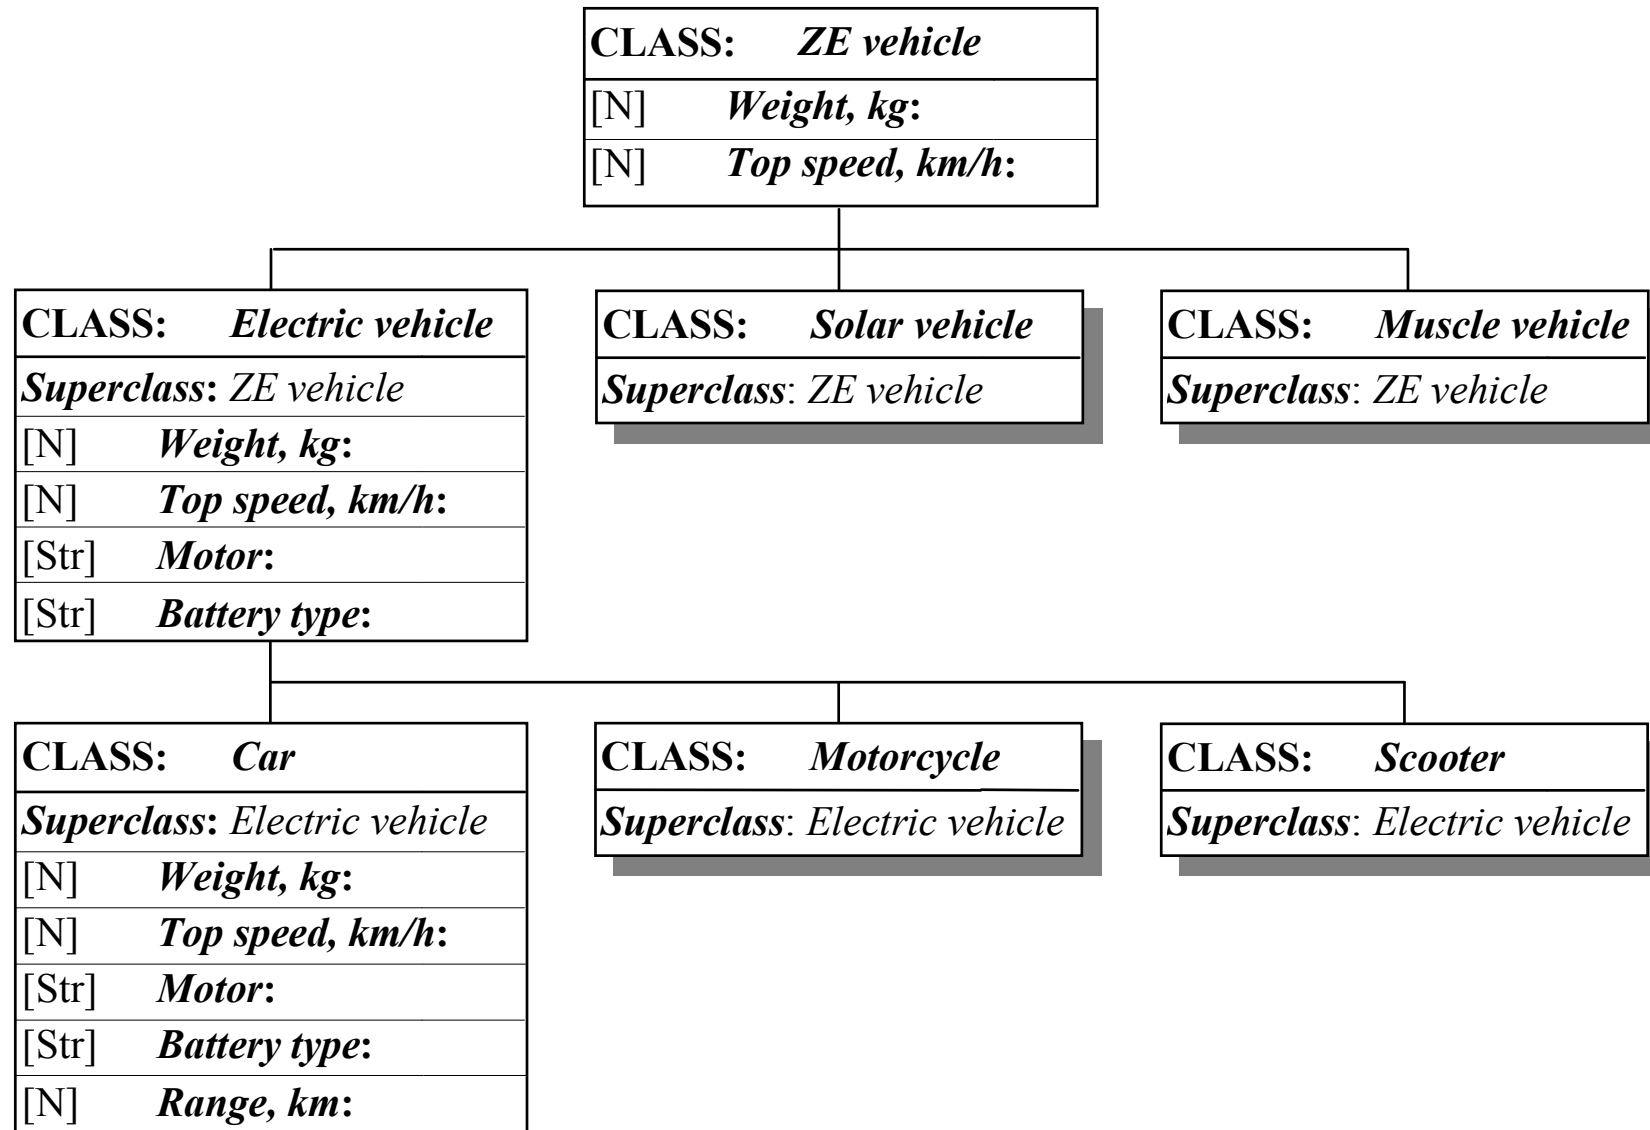 CLASS: ZE vehicle
[N] Weight, kg:
[N] Top speed, km/h:
CLASS: Electric vehicle
Superclass: ZE vehicle
[N] Weight, kg:
[N] Top speed, km/h:
[Str] Motor:
[Str] Battery type:
CLASS: Solar vehicle
Superclass: ZE vehicle
CLASS: Muscle vehicle
Superclass: ZE vehicle
CLASS: Car
Superclass: Electric vehicle
[N] Weight, kg:
[N] Top speed, km/h:
[Str] Motor:
[Str] Battery type:
[N] Range, km:
CLASS: Motorcycle
Superclass: Electric vehicle
CLASS: Scooter
Superclass: Electric vehicle